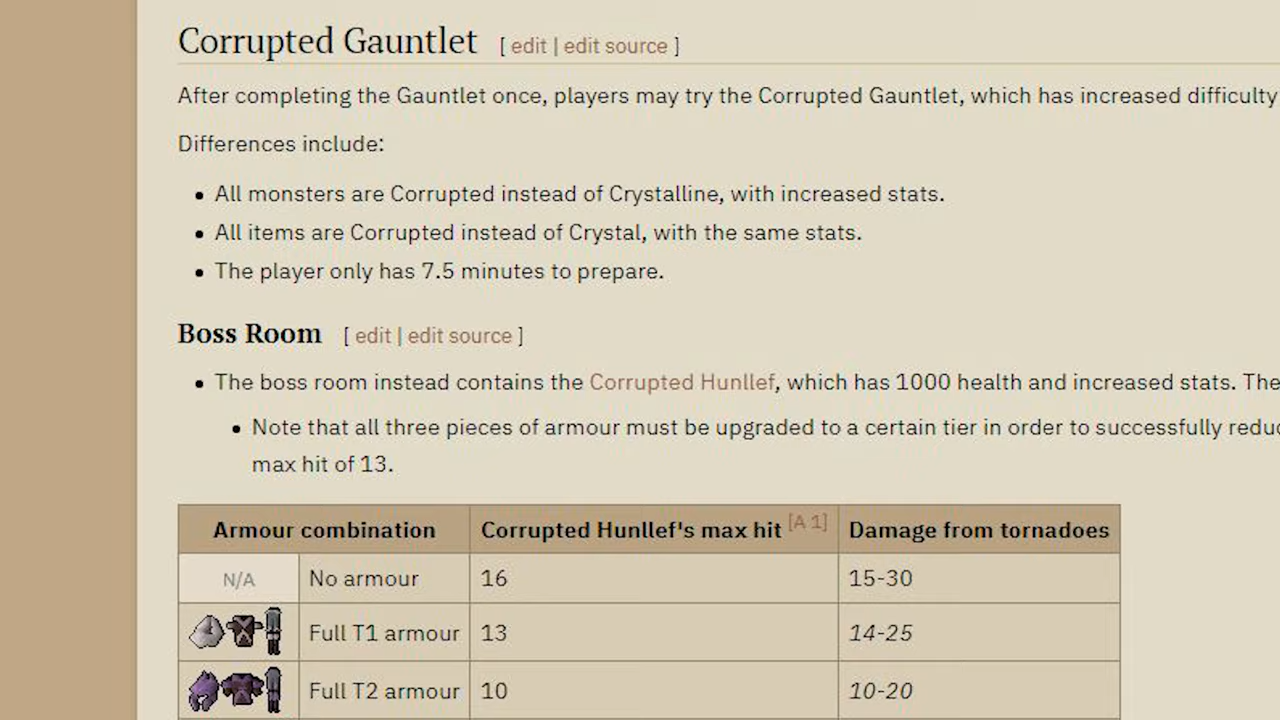 Corrupted Gauntlet [ edit | edit source ]
After completing the Gauntlet once, players may try the Corrupted Gauntlet, which has increased difficulty
Differences include:
• All monsters are Corrupted instead of Crystalline, with increased stats.
• All items are Corrupted instead of Crystal, with the same stats.
• The player only has 7.5 minutes to prepare.
Boss Room [ edit | edit source ]
• The boss room instead contains the Corrupted Hunllef, which has 1000 health and increased stats. The
• Note that all three pieces of armour must be upgraded to a certain tier in order to successfully
max hit of 13.
Armour combination Corrupted Hunllef's max hit [A 1] Damage from tornadoes
N/A No armour 16 15-30
Full T1 armour 13 14-25
Full T2 armour 10 10-20